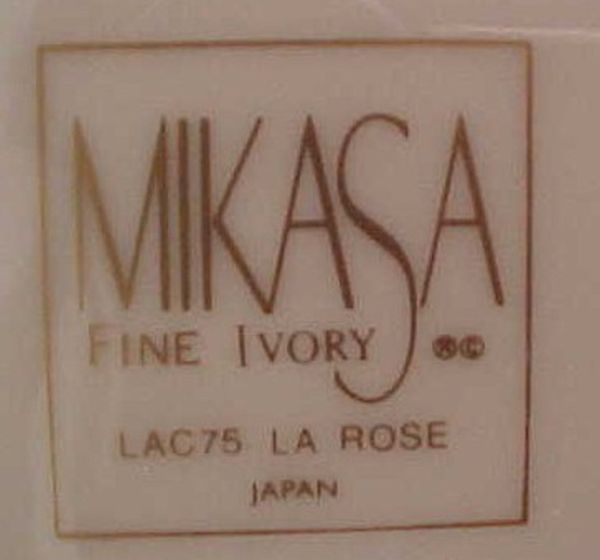 MIKASA
FINE IVORY ®©
LAC75 LA ROSE
JAPAN